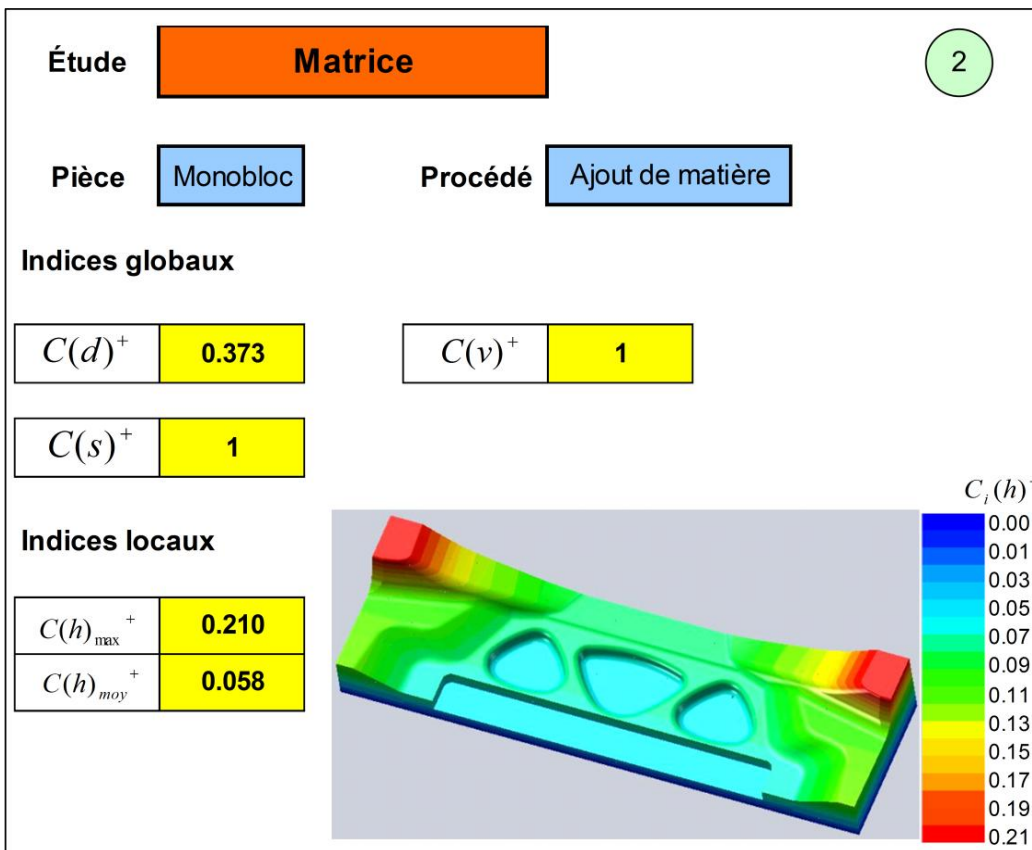 Étude Matrice 2
Pièce Monobloc Procédé Ajout de matière
Indices globaux
C(d)⁺ 0.373 C(v)⁺ 1
C(s)⁺ 1
Indices locaux
C(h)max⁺ 0.210
C(h)moy⁺ 0.058
Cᵢ(h)⁺
0.00
0.01
0.03
0.05
0.07
0.09
0.11
0.13
0.15
0.17
0.19
0.21